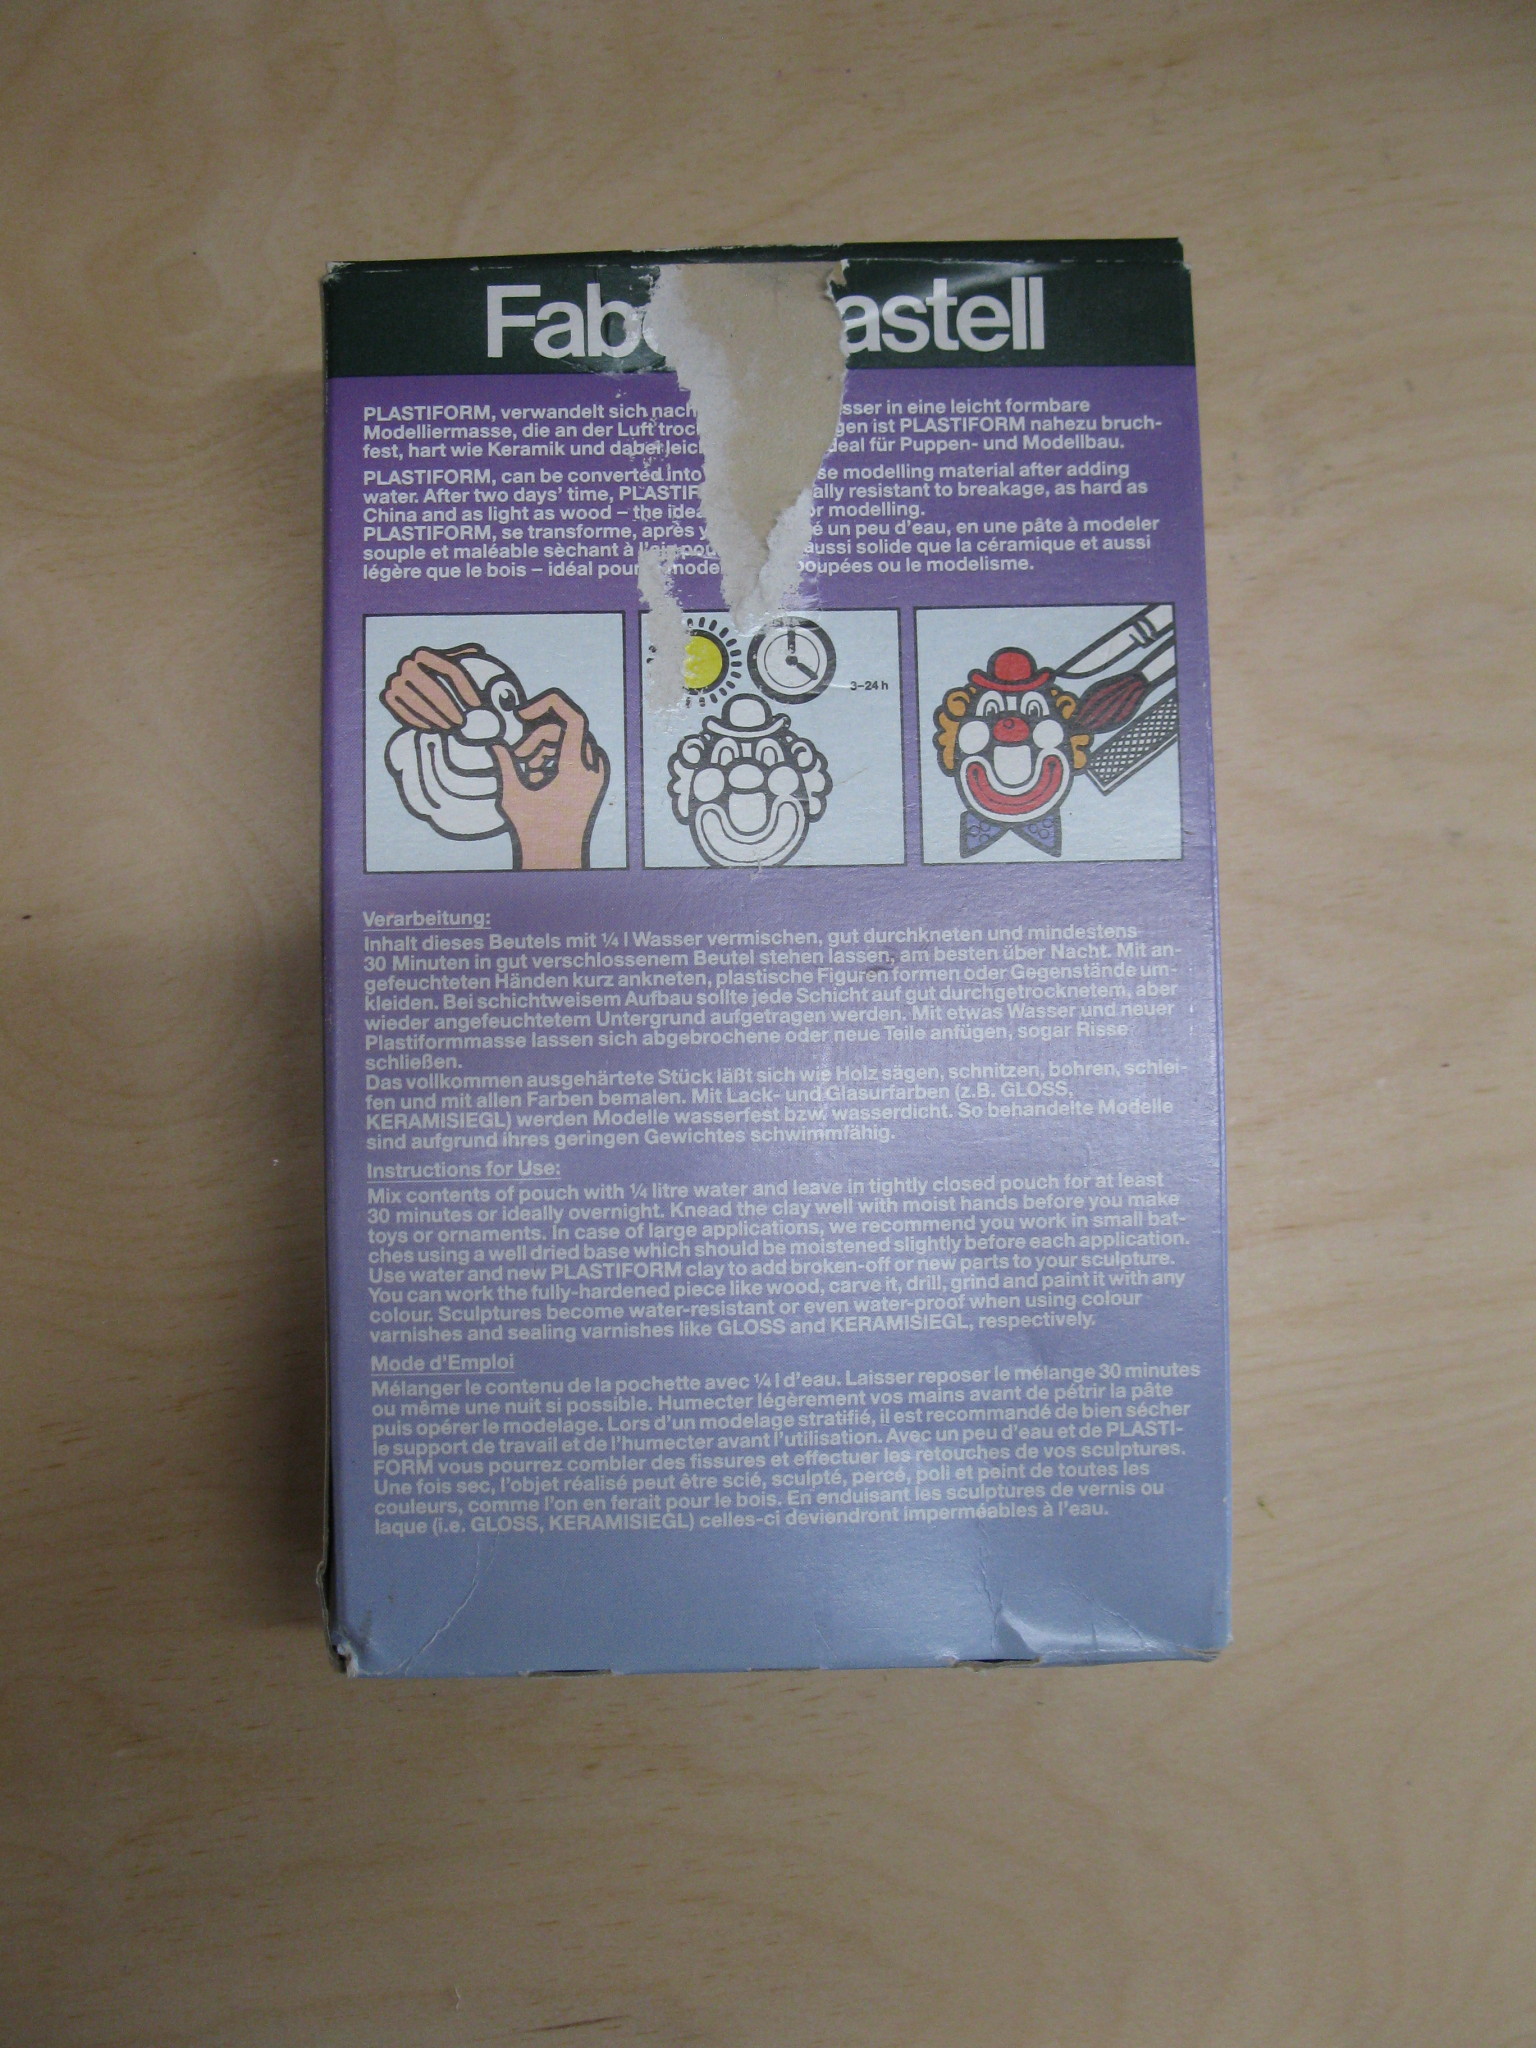 Fab astell
PLASTIFORM, verwandelt sich nach sser in eine leicht formbare
Modelliermasse, die an der Luft gen ist PLASTIFORM nahezu bruch-
fest, hart wie Keramik und dabei für Puppen- und Modellbau.
PLASTIFORM, can be converted into modelling material after adding
water. After two days' time, resistant to breakage, as hard as
China and as light as wood – the modelling.
PLASTIFORM, se transforme, après un peu d'eau, en une pâte à modeler
souple et maléable sèchant à aussi solide que la céramique et aussi
légère que le bois – idéal pour ou le modelisme.
3–24 h
Verarbeitung:
Inhalt dieses Beutels mit ¼ l Wasser vermischen, gut durchkneten und mindestens
30 Minuten in gut verschlossenem Beutel stehen lassen, am besten über Nacht. Mit an-
gefeuchteten Händen kurz ankneten, plastische Figuren formen oder Gegenstände um-
kleiden. Bei schichtweisem Aufbau sollte jede Schicht auf gut durchgetrocknetem, aber
wieder angefeuchtetem Untergrund aufgetragen werden. Mit etwas Wasser und neuer
Plastiformmasse lassen sich abgebrochene oder neue Teile anfügen, sogar Risse
schließen.
Das vollkommen ausgehärtete Stück läßt sich wie Holz sägen, schnitzen, bohren, schlei-
fen und mit allen Farben bemalen. Mit Lack- und Glasurfarben (z.B. GLOSS,
KERAMISIEGL) werden Modelle wasserfest bzw. wasserdicht. So behandelte Modelle
sind aufgrund ihres geringen Gewichtes schwimmfähig.
Instructions for Use:
Mix contents of pouch with ¼ litre water and leave in tightly closed pouch for at least
30 minutes or ideally overnight. Knead the clay well with moist hands before you make
toys or ornaments. In case of large applications, we recommend you work in small bat-
ches using a well dried base which should be moistened slightly before each application.
Use water and new PLASTIFORM clay to add broken-off or new parts to your sculpture.
You can work the fully-hardened piece like wood, carve it, drill, grind and paint it with any
colour. Sculptures become water-resistant or even water-proof when using colour
varnishes and sealing varnishes like GLOSS and KERAMISIEGL, respectively.
Mode d'Emploi
Mélanger le contenu de la pochette avec ¼ l d'eau. Laisser reposer le mélange 30 minutes
ou même une nuit si possible. Humecter légèrement vos mains avant de pétrir la pâte
puis opérer le modelage. Lors d'un modelage stratifié, il est recommandé de bien sécher
le support de travail et de l'humecter avant l'utilisation. Avec un peu d'eau et de PLASTI-
FORM vous pourrez combler des fissures et effectuer les retouches de vos sculptures.
Une fois sec, l'objet réalisé peut être scié, sculpté, percé, poli et peint de toutes les
couleurs, comme l'on en ferait pour le bois. En enduisant les sculptures de vernis ou
laque (i.e. GLOSS, KERAMISIEGL) celles-ci deviendront imperméables à l'eau.